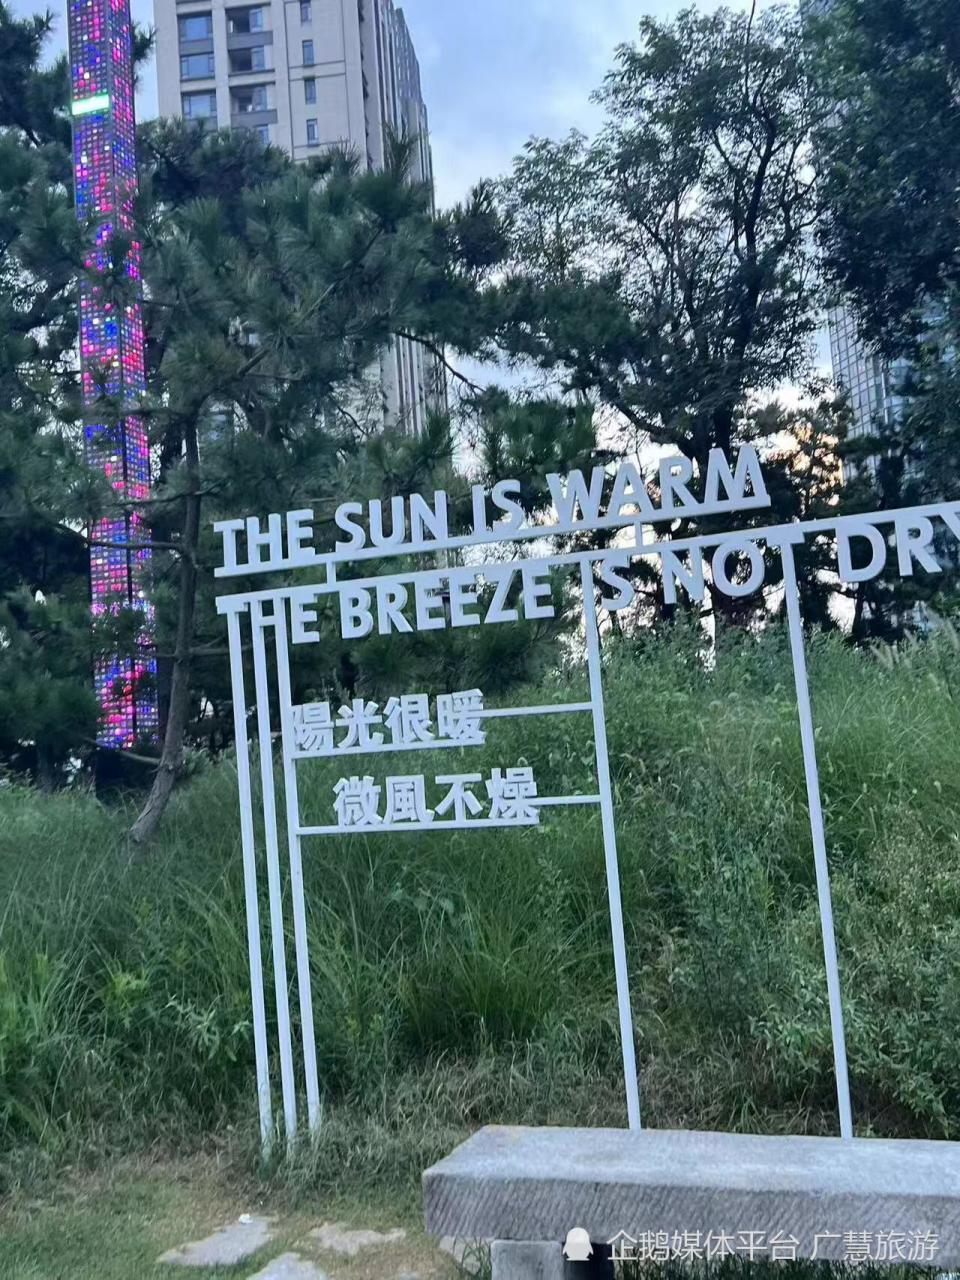 THE SUN IS WARM
THE BREEZE IS NOT DRY
陽光很暖
微風不燥
企鹅媒体平台 广慧旅游